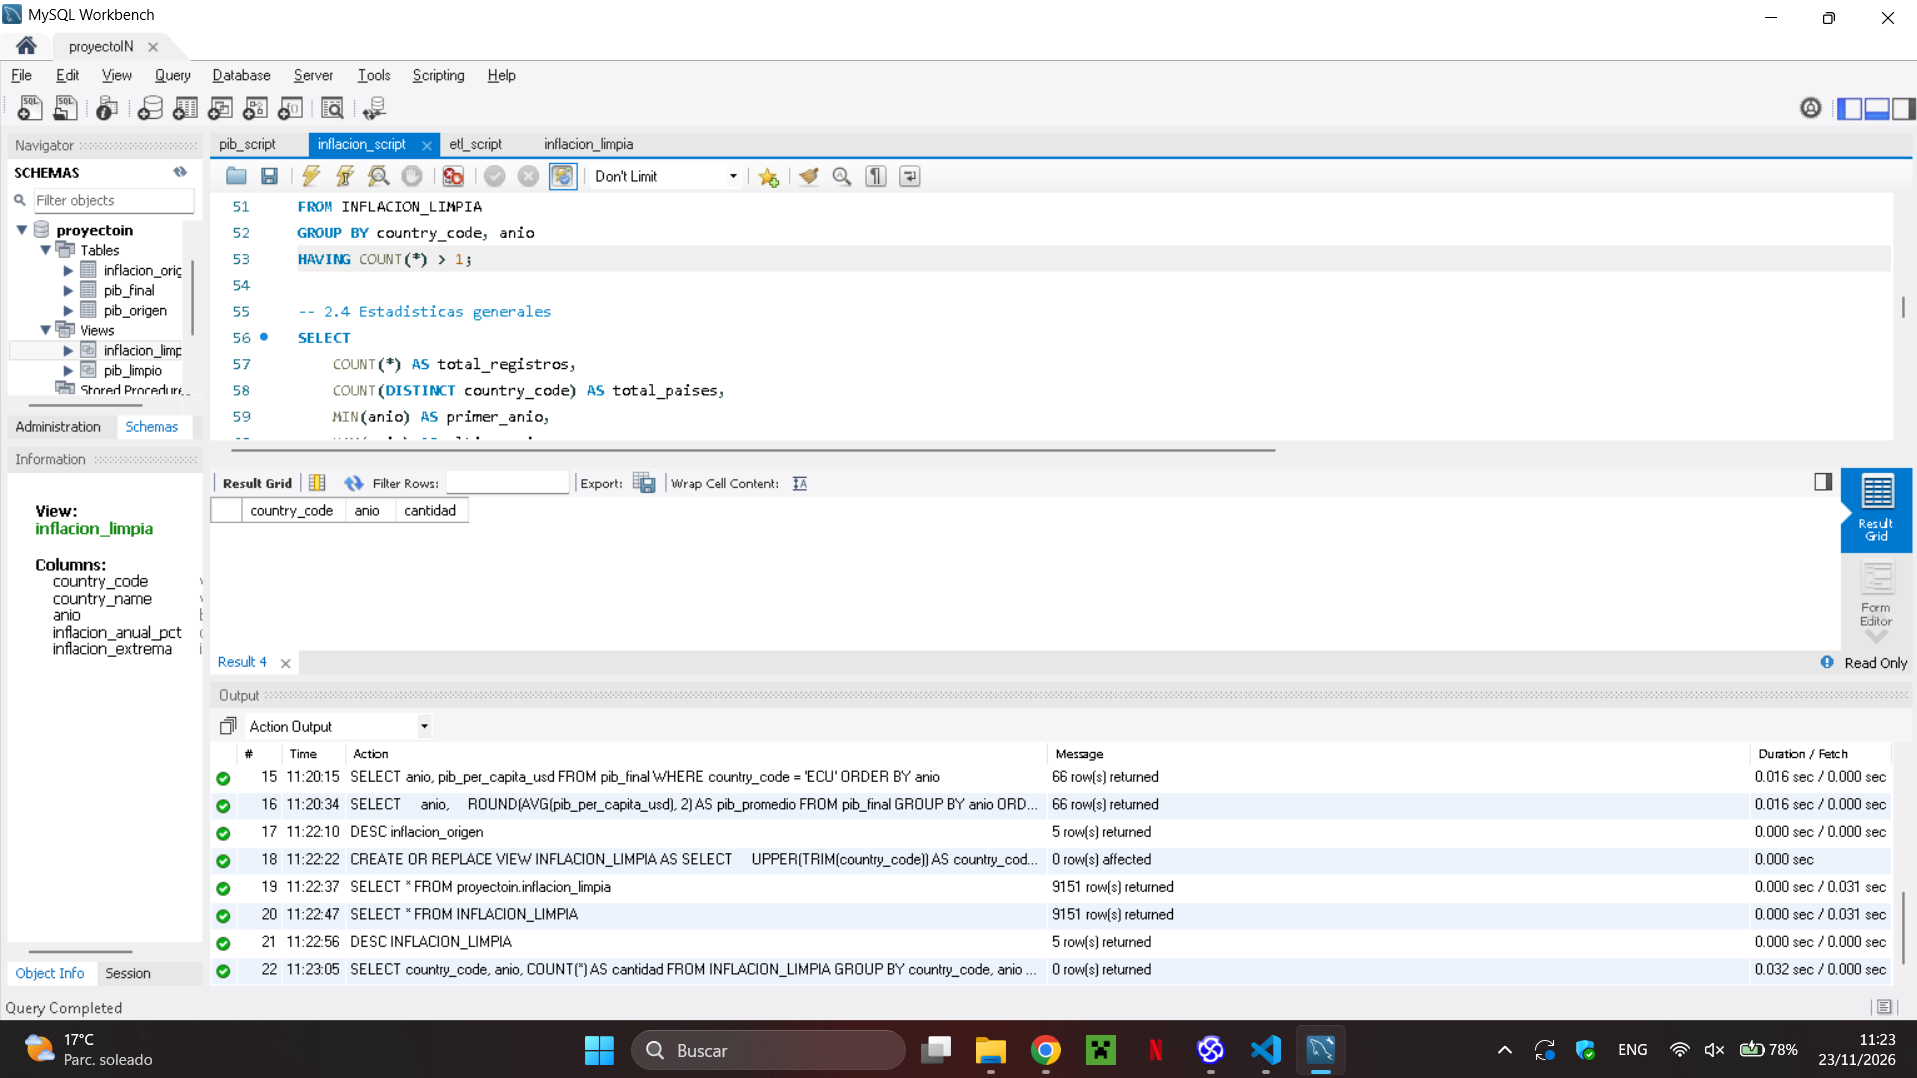 MySQL Workbench
proyectoIN
File Edit View Query Database Server Tools Scripting Help
Navigator
SCHEMAS
Filter objects
proyectoin
Tables
inflacion_orig
pib_final
pib_origen
Views
inflacion_limp
pib_limpio
Stored Procedure
Administration Schemas
Information
View:
inflacion_limpia
Columns:
country_code
country_name
anio
inflacion_anual_pct
inflacion_extrema
Object Info Session
pib_script inflacion_script etl_script inflacion_limpia
Don't Limit
51 FROM INFLACION_LIMPIA
52 GROUP BY country_code, anio
53 HAVING COUNT(*) > 1;
54
55 -- 2.4 Estadisticas generales
56 SELECT
57 COUNT(*) AS total_registros,
58 COUNT(DISTINCT country_code) AS total_paises,
59 MIN(anio) AS primer_anio,
Result Grid Filter Rows: Export: Wrap Cell Content:
country_code anio cantidad
Result Grid
Form Editor
Result 4
Read Only
Output
Action Output
# Time Action Message Duration / Fetch
15 11:20:15 SELECT anio, pib_per_capita_usd FROM pib_final WHERE country_code = 'ECU' ORDER BY anio 66 row(s) returned 0.016 sec / 0.000 sec
16 11:20:34 SELECT anio, ROUND(AVG(pib_per_capita_usd), 2) AS pib_promedio FROM pib_final GROUP BY anio ORD... 66 row(s) returned 0.016 sec / 0.000 sec
17 11:22:10 DESC inflacion_origen 5 row(s) returned 0.000 sec / 0.000 sec
18 11:22:22 CREATE OR REPLACE VIEW INFLACION_LIMPIA AS SELECT UPPER(TRIM(country_code)) AS country_cod... 0 row(s) affected 0.000 sec
19 11:22:37 SELECT * FROM proyectoin.inflacion_limpia 9151 row(s) returned 0.000 sec / 0.031 sec
20 11:22:47 SELECT * FROM INFLACION_LIMPIA 9151 row(s) returned 0.000 sec / 0.031 sec
21 11:22:56 DESC INFLACION_LIMPIA 5 row(s) returned 0.000 sec / 0.000 sec
22 11:23:05 SELECT country_code, anio, COUNT(*) AS cantidad FROM INFLACION_LIMPIA GROUP BY country_code, anio ... 0 row(s) returned 0.032 sec / 0.000 sec
Query Completed
17°C
Parc. soleado
Buscar
ENG
78%
11:23
23/11/2026